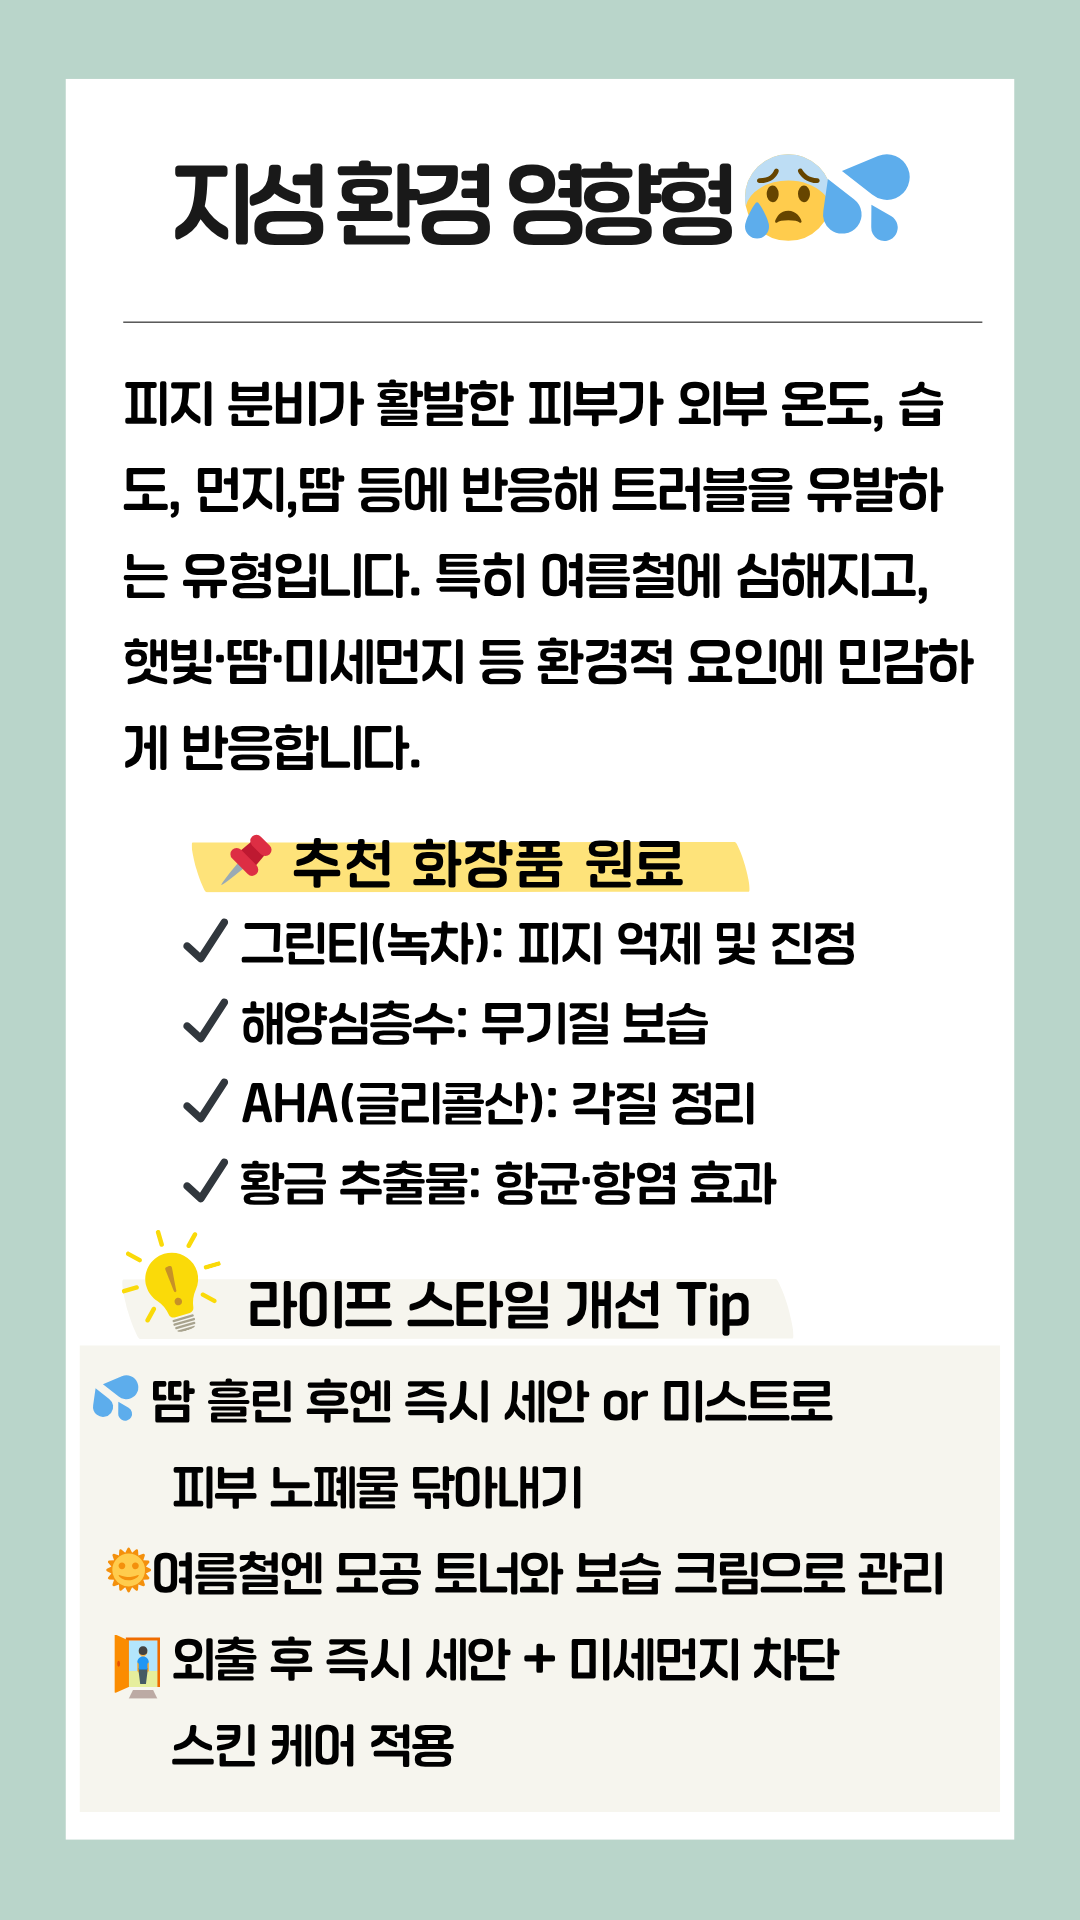 지성 환경 영향형
피지 분비가 활발한 피부가 외부 온도, 습
도, 먼지,땀 등에 반응해 트러블을 유발하
는 유형입니다. 특히 여름철에 심해지고,
햇빛·땀·미세먼지 등 환경적 요인에 민감하
게 반응합니다.
추천 화장품 원료
그린티(녹차): 피지 억제 및 진정
해양심층수: 무기질 보습
AHA(글리콜산): 각질 정리
황금 추출물: 항균·항염 효과
라이프 스타일 개선 Tip
땀 흘린 후엔 즉시 세안 or 미스트로
피부 노폐물 닦아내기
여름철엔 모공 토너와 보습 크림으로 관리
외출 후 즉시 세안 + 미세먼지 차단
스킨 케어 적용